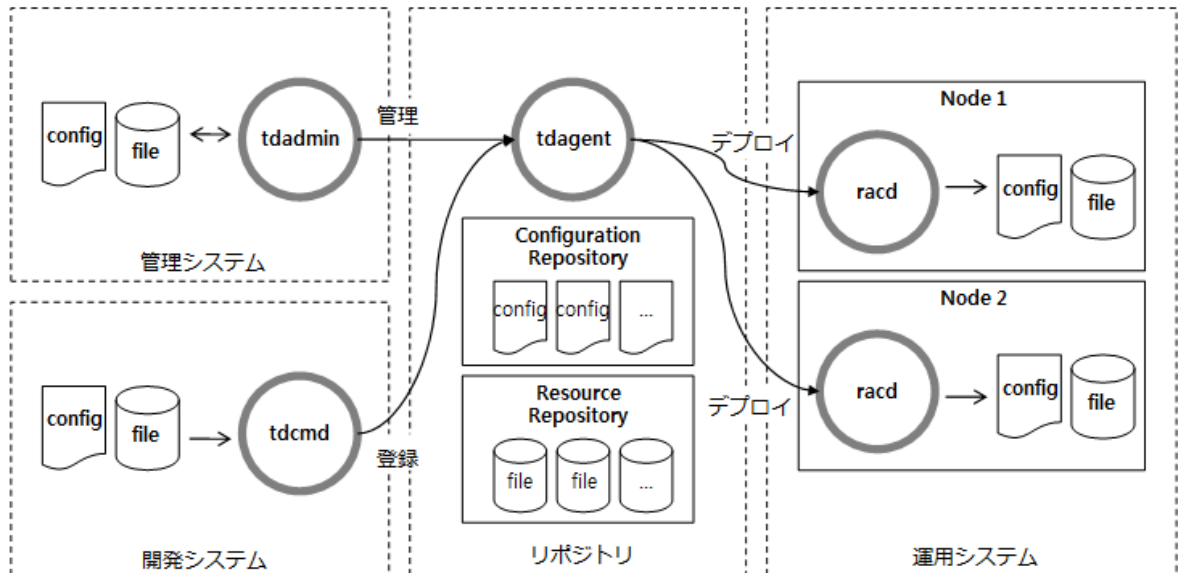 config
file
tdadmin
管理
管理システム
config
file
tdcmd
登録
開発システム
tdagent
Configuration
Repository
config
config
...
Resource
Repository
file
file
...
リポジトリ
デプロイ
デプロイ
Node 1
racd
config
file
Node 2
racd
config
file
運用システム